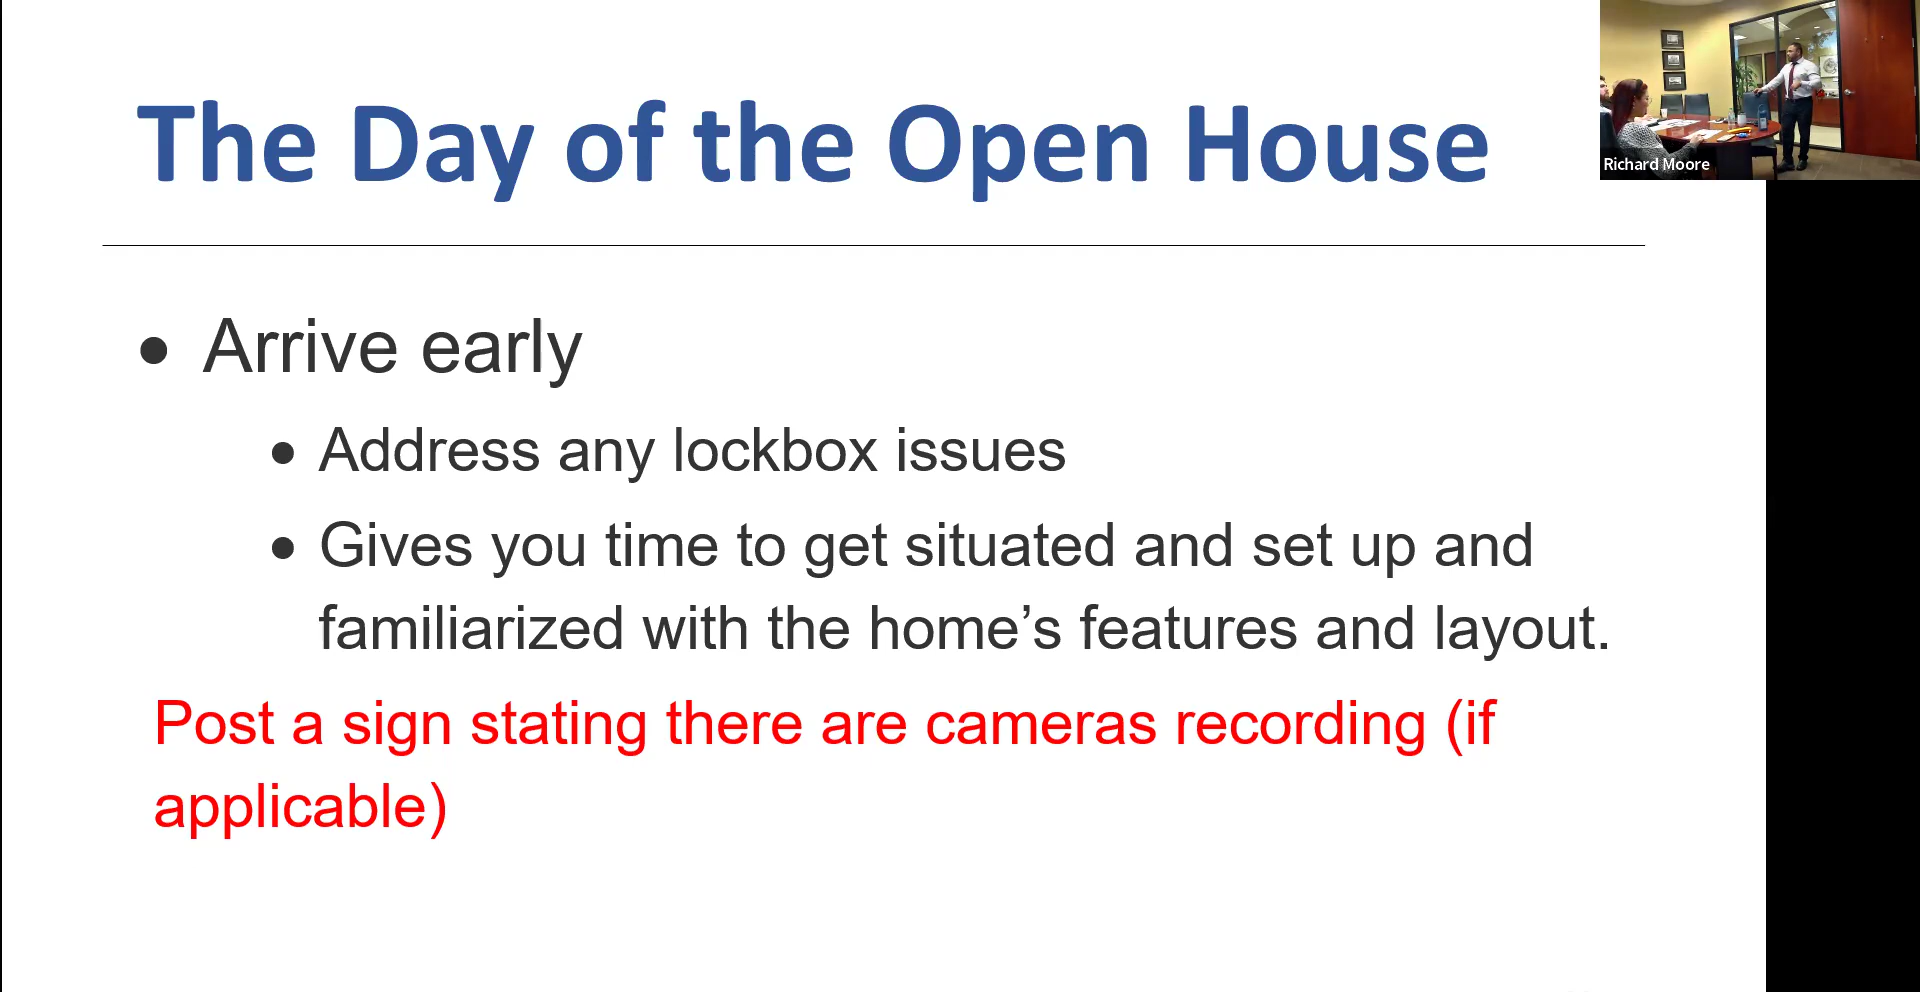 The Day of the Open House
Richard Moore
• Arrive early
• Address any lockbox issues
• Gives you time to get situated and set up and
familiarized with the home’s features and layout.
Post a sign stating there are cameras recording (if
applicable)